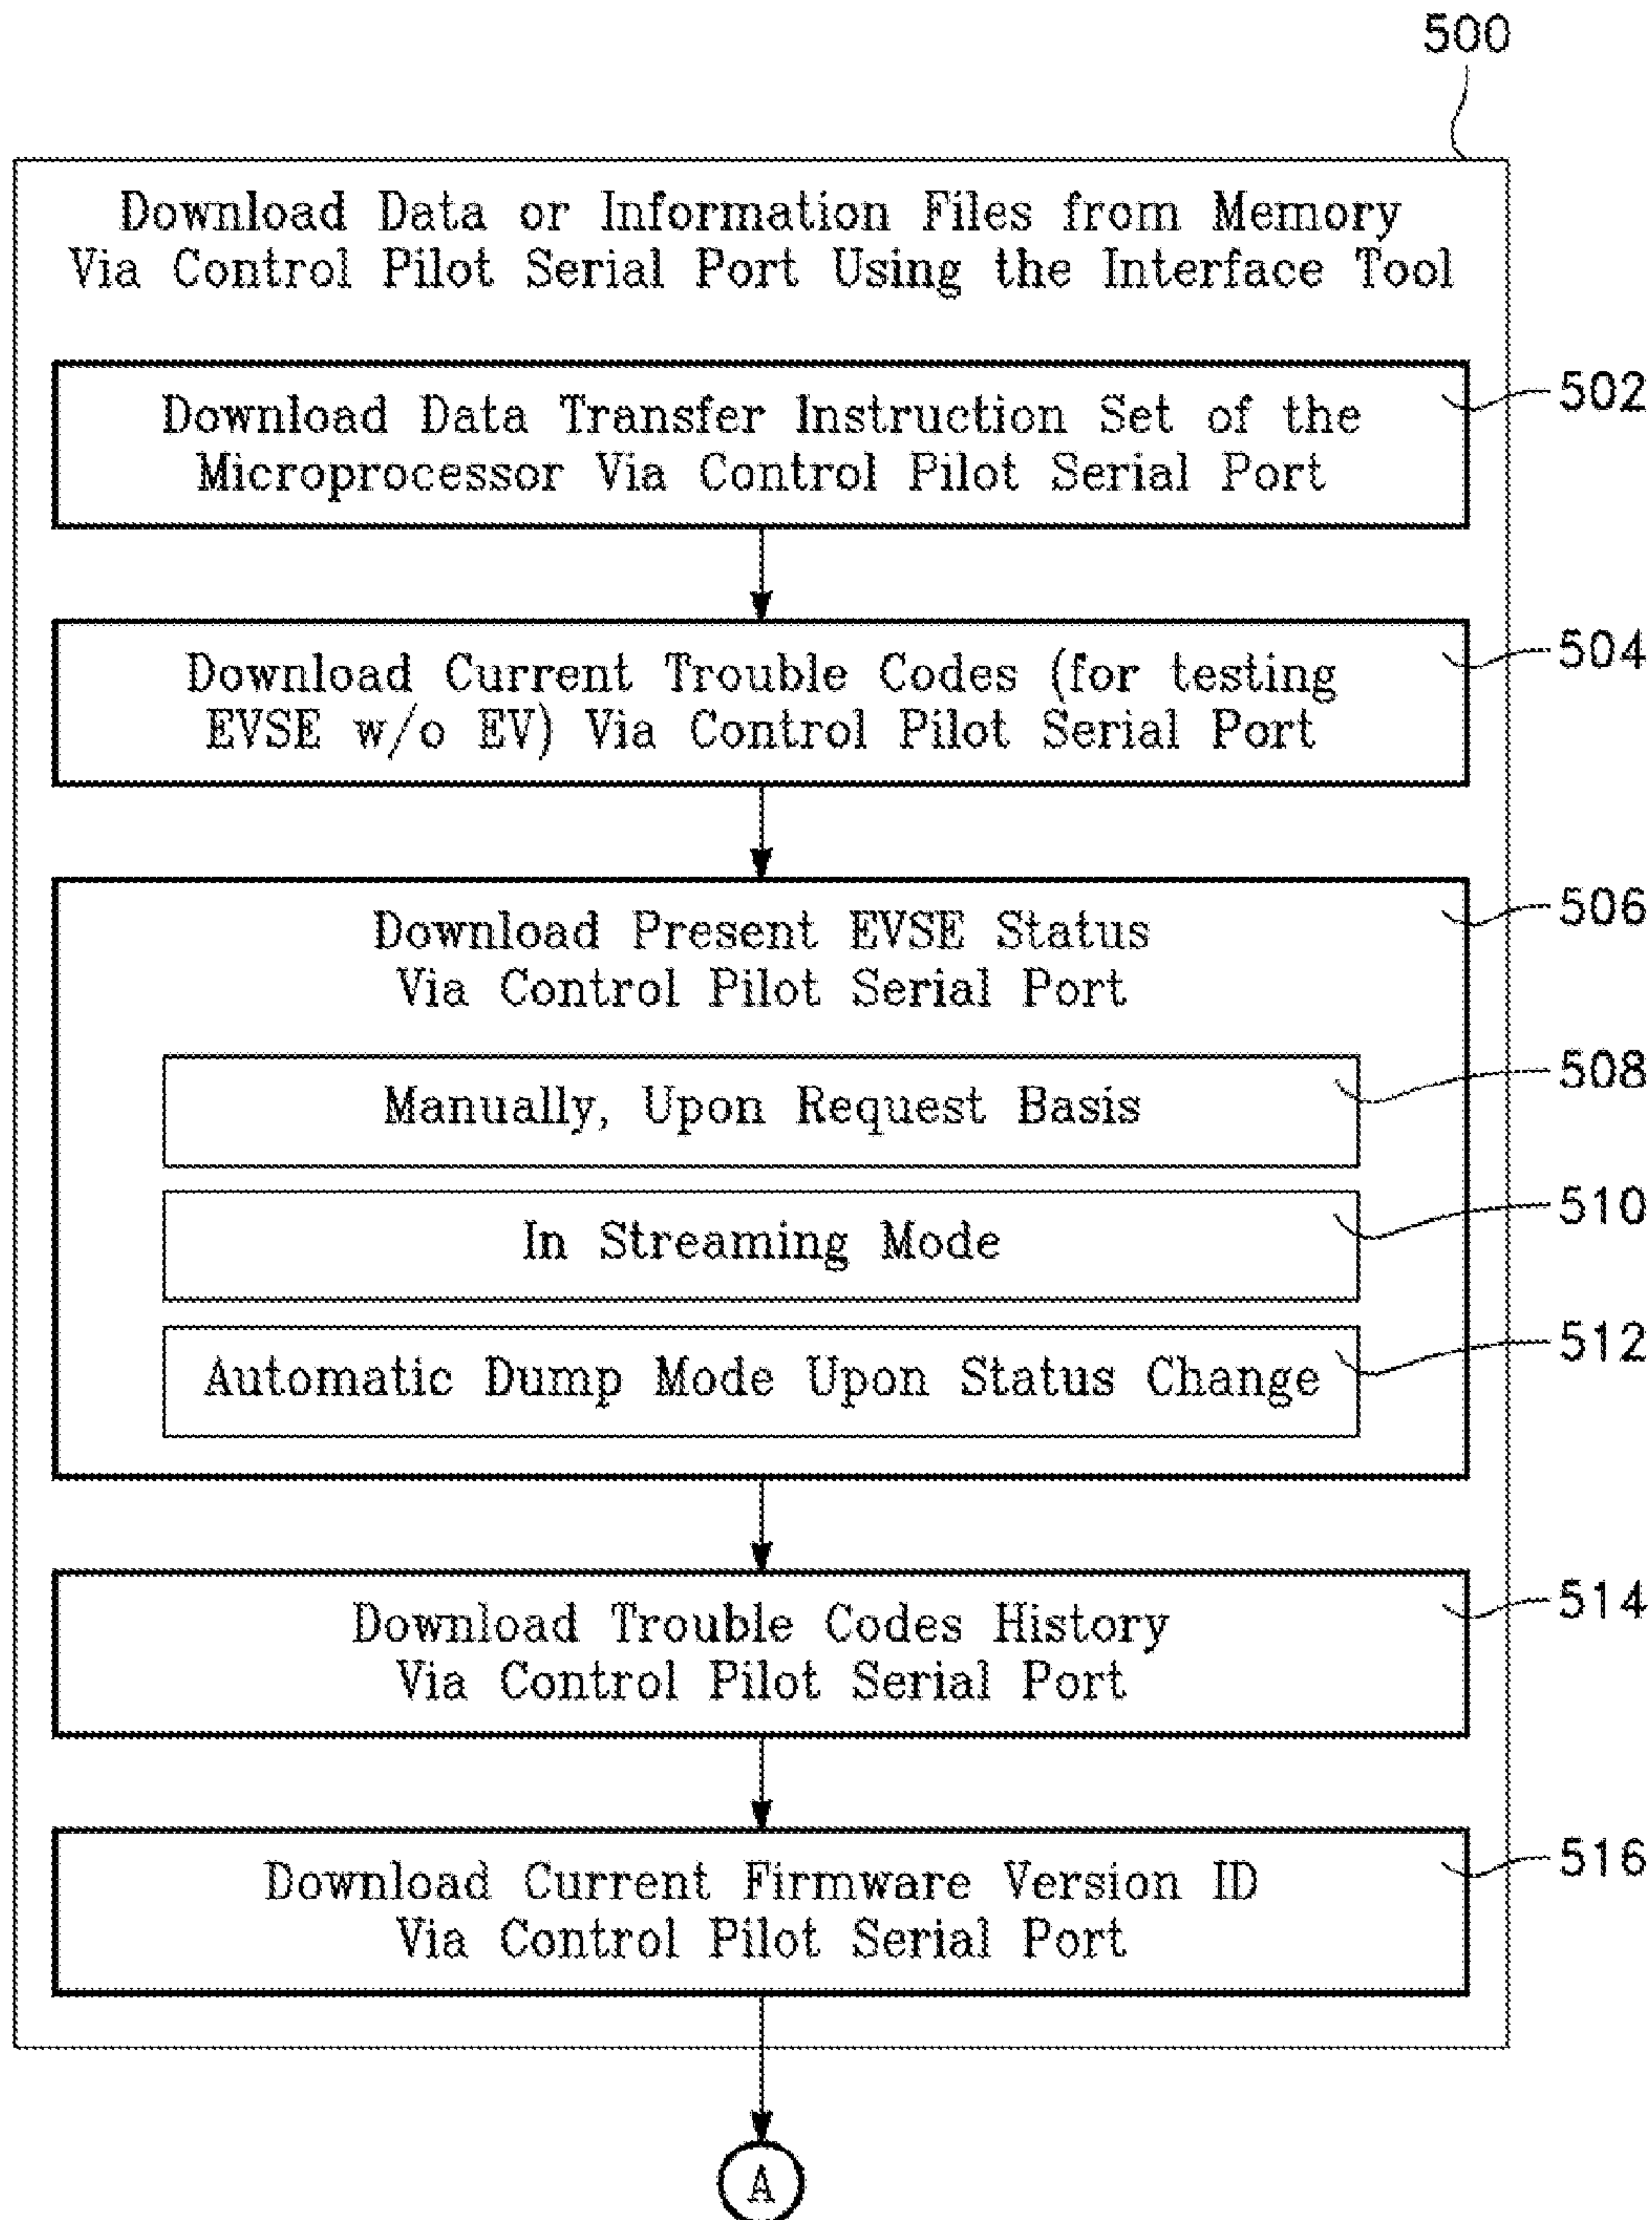 500
Download Data or Information Files from Memory
Via Control Pilot Serial Port Using the Interface Tool
Download Data Transfer Instruction Set of the
Microprocessor Via Control Pilot Serial Port
502
Download Current Trouble Codes (for testing
EVSE w/o EV) Via Control Pilot Serial Port
504
Download Present EVSE Status
Via Control Pilot Serial Port
506
Manually, Upon Request Basis
508
In Streaming Mode
510
Automatic Dump Mode Upon Status Change
512
Download Trouble Codes History
Via Control Pilot Serial Port
514
Download Current Firmware Version ID
Via Control Pilot Serial Port
516
A